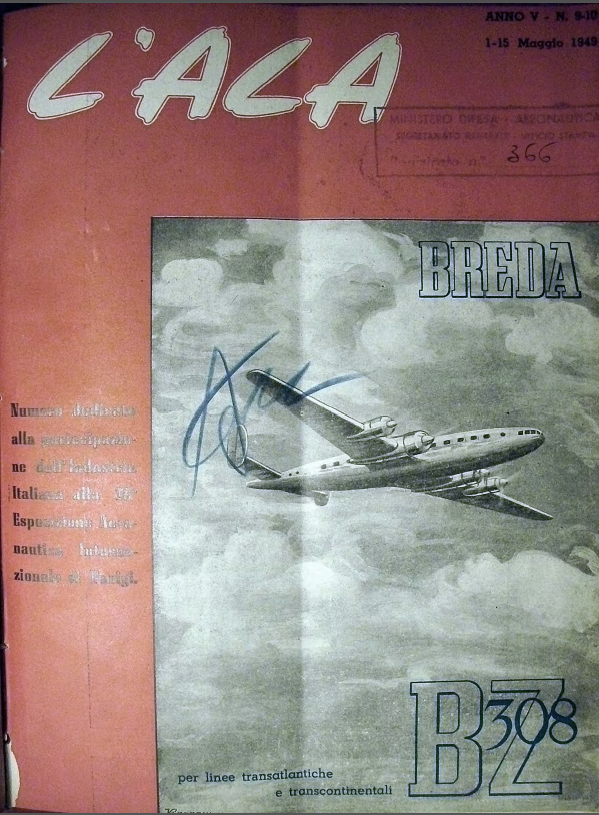 L'ALA
ANNO V - N. 9-10
1-15 Maggio 1949
MINISTERO DIFESA - AERONAUTICA
366
BREDA
Numero dedicato
alla partecipazio-
ne dell'Industria
Italiana alla 18ª
Esposizione Aero-
nautica Interna-
zionale di Parigi.
BZ
308
per linee transatlantiche
e transcontinentali